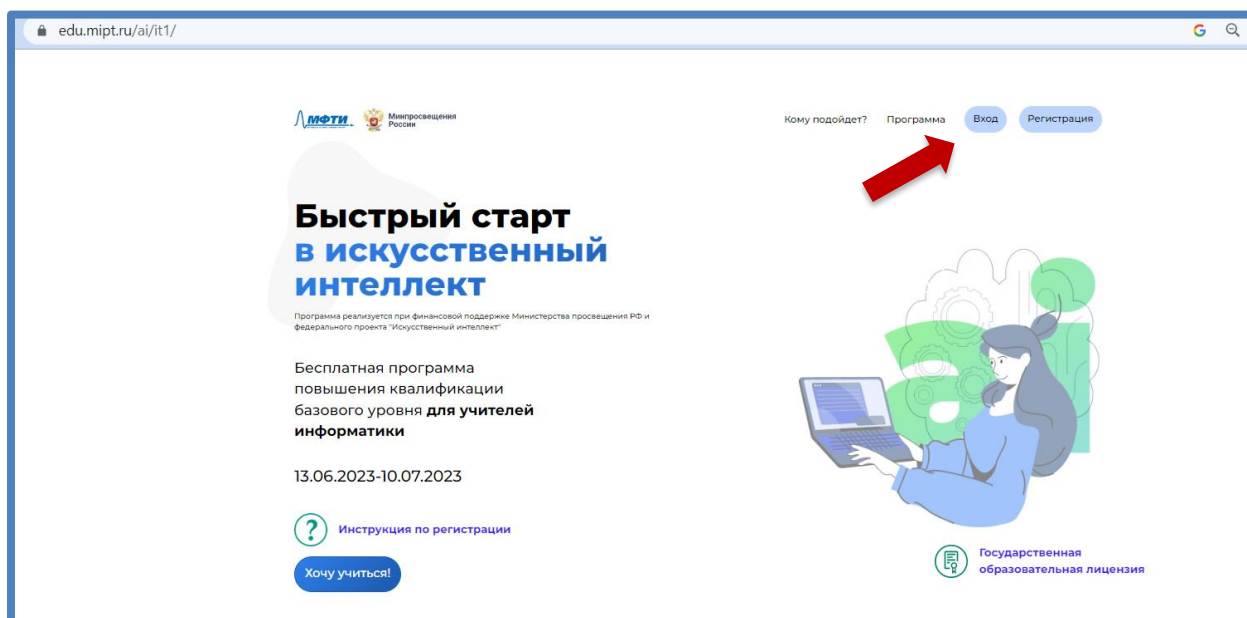 edu.mipt.ru/ai/it1/
МФТИ
Минпросвещения
России
Кому подойдет? Программа Вход Регистрация
Быстрый старт
в искусственный
интеллект
Программа реализуется при финансовой поддержке Министерства просвещения РФ и
федерального проекта "Искусственный интеллект"
Бесплатная программа
повышения квалификации
базового уровня для учителей
информатики
13.06.2023-10.07.2023
Инструкция по регистрации
Хочу учиться!
Государственная
образовательная лицензия